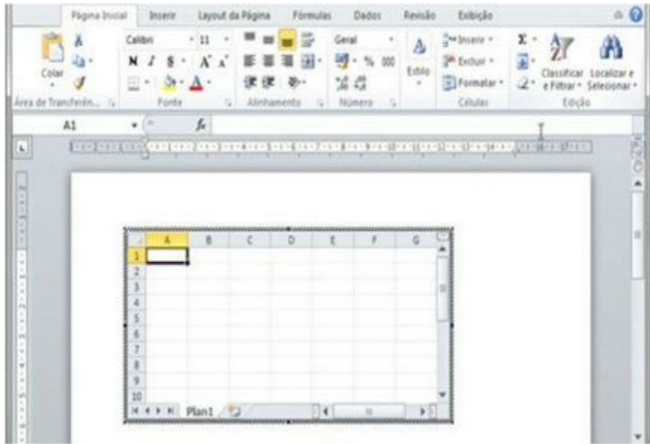 Página Inicial Inserir Layout da Página Fórmulas Dados Revisão Exibição
Calibri 11 Geral Inserir Σ
N I S A A % 000 Excluir
Colar Estilo Formatar Classificar e Filtrar Localizar e Selecionar
Área de Transferên... Fonte Alinhamento Número Células Edição
A1 fx
A B C D E F G
1
2
3
4
5
6
7
8
9
10
Plan1